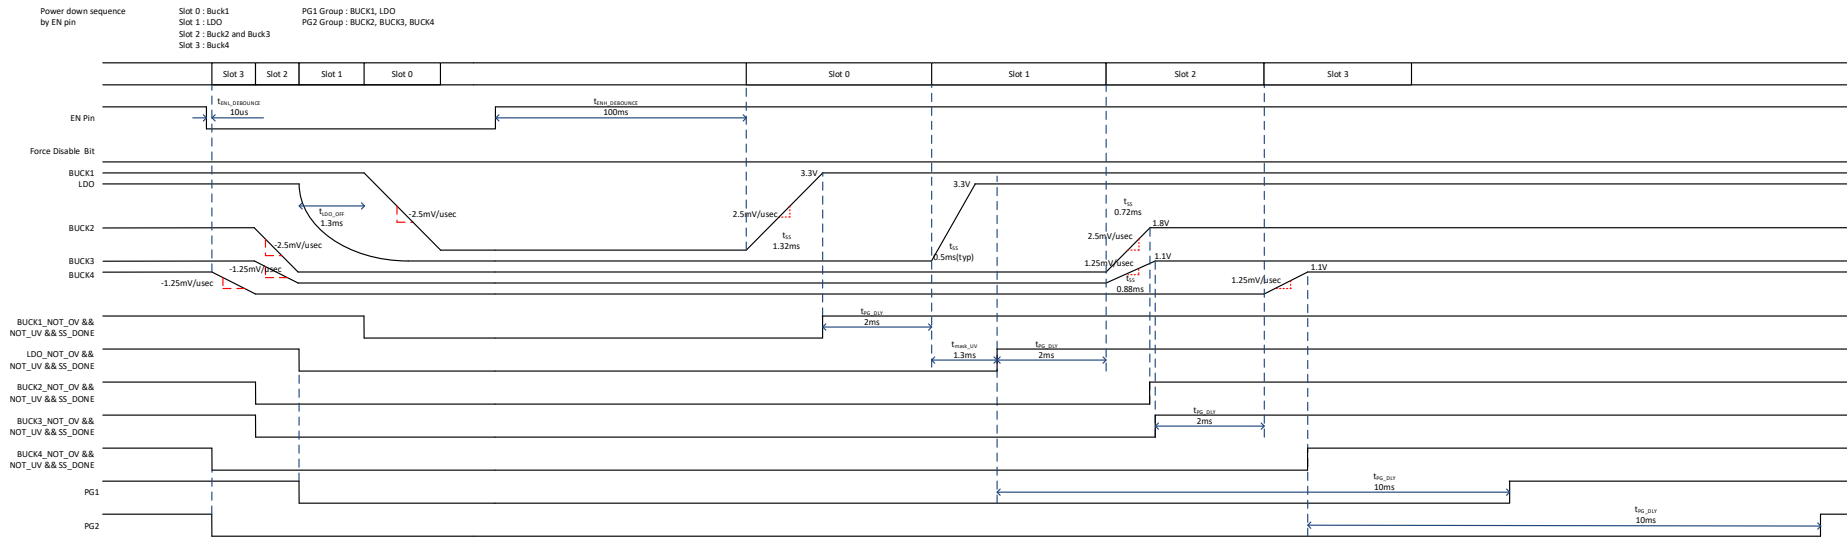 Power down sequence
by EN pin
Slot 0 : Buck1
Slot 1 : LDO
Slot 2 : Buck2 and Buck3
Slot 3 : Buck4
PG1 Group : BUCK1, LDO
PG2 Group : BUCK2, BUCK3, BUCK4
Slot 3
Slot 2
Slot 1
Slot 0
Slot 0
Slot 1
Slot 2
Slot 3
EN Pin
tENL_DEBOUNCE
10us
tENH_DEBOUNCE
100ms
Force Disable Bit
BUCK1
LDO
BUCK2
BUCK3
BUCK4
tLDO_OFF
1.3ms
-2.5mV/usec
-2.5mV/usec
-1.25mV/usec
-1.25mV/usec
3.3V
2.5mV/usec
tSS
1.32ms
3.3V
tSS
0.5ms(typ)
tSS
0.72ms
1.8V
2.5mV/usec
1.25mV/usec
1.1V
tSS
0.88ms
1.25mV/usec
1.1V
BUCK1_NOT_OV &&
NOT_UV && SS_DONE
tPG_DLY
2ms
LDO_NOT_OV &&
NOT_UV && SS_DONE
tmask_UV
1.3ms
tPG_DLY
2ms
BUCK2_NOT_OV &&
NOT_UV && SS_DONE
BUCK3_NOT_OV &&
NOT_UV && SS_DONE
tPG_DLY
2ms
BUCK4_NOT_OV &&
NOT_UV && SS_DONE
PG1
tPG_DLY
10ms
PG2
tPG_DLY
10ms